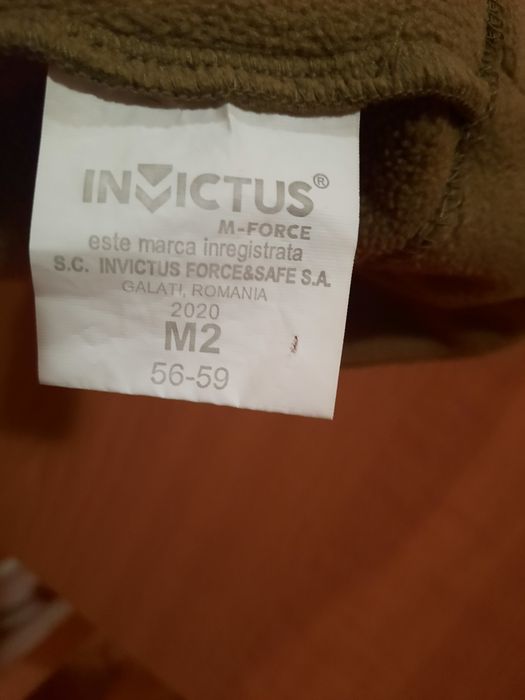 INVICTUS®
M-FORCE
este marca inregistrata
S.C. INVICTUS FORCE&SAFE S.A.
GALATI, ROMANIA
2020
M2
56-59